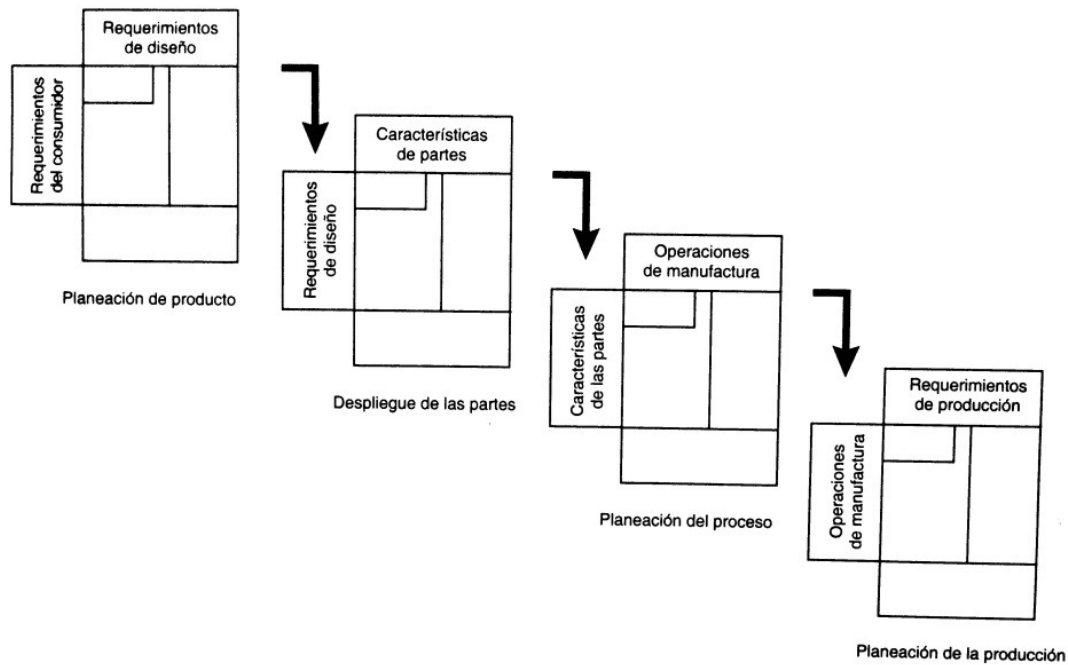 Requerimientos
de diseño
Requerimientos
del consumidor
Planeación de producto
Características
de partes
Requerimientos
de diseño
Despliegue de las partes
Operaciones
de manufactura
Características
de las partes
Planeación del proceso
Requerimientos
de producción
Operaciones
de manufactura
Planeación de la producción